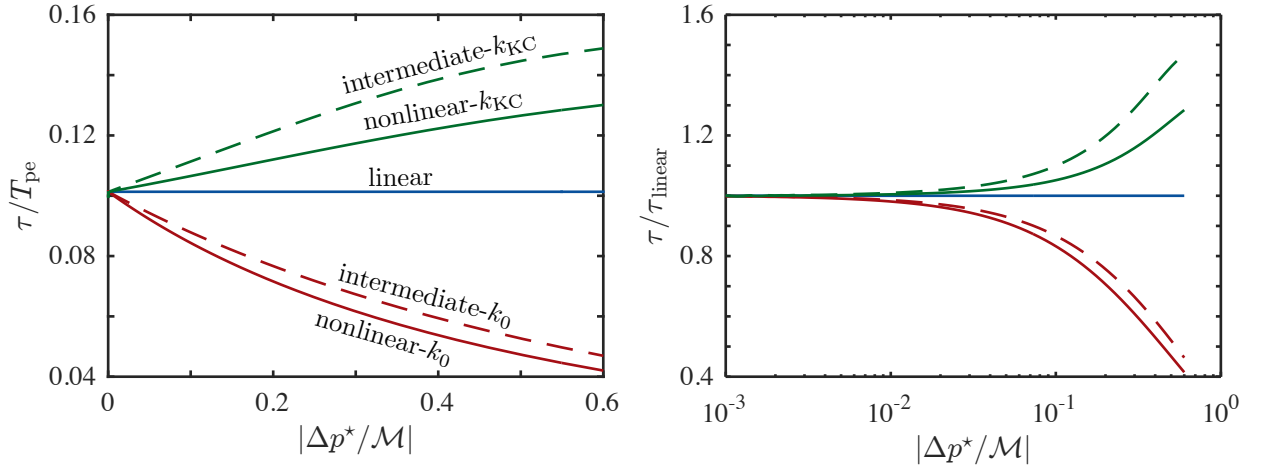 0.16
0.12
0.08
0.04
τ/T_pe
intermediate-k_KC
nonlinear-k_KC
linear
intermediate-k_0
nonlinear-k_0
0
0.2
0.4
0.6
|Δp⋆/ℳ|
1.6
1.2
0.8
0.4
τ/τ_linear
10^-3
10^-2
10^-1
10^0
|Δp⋆/ℳ|